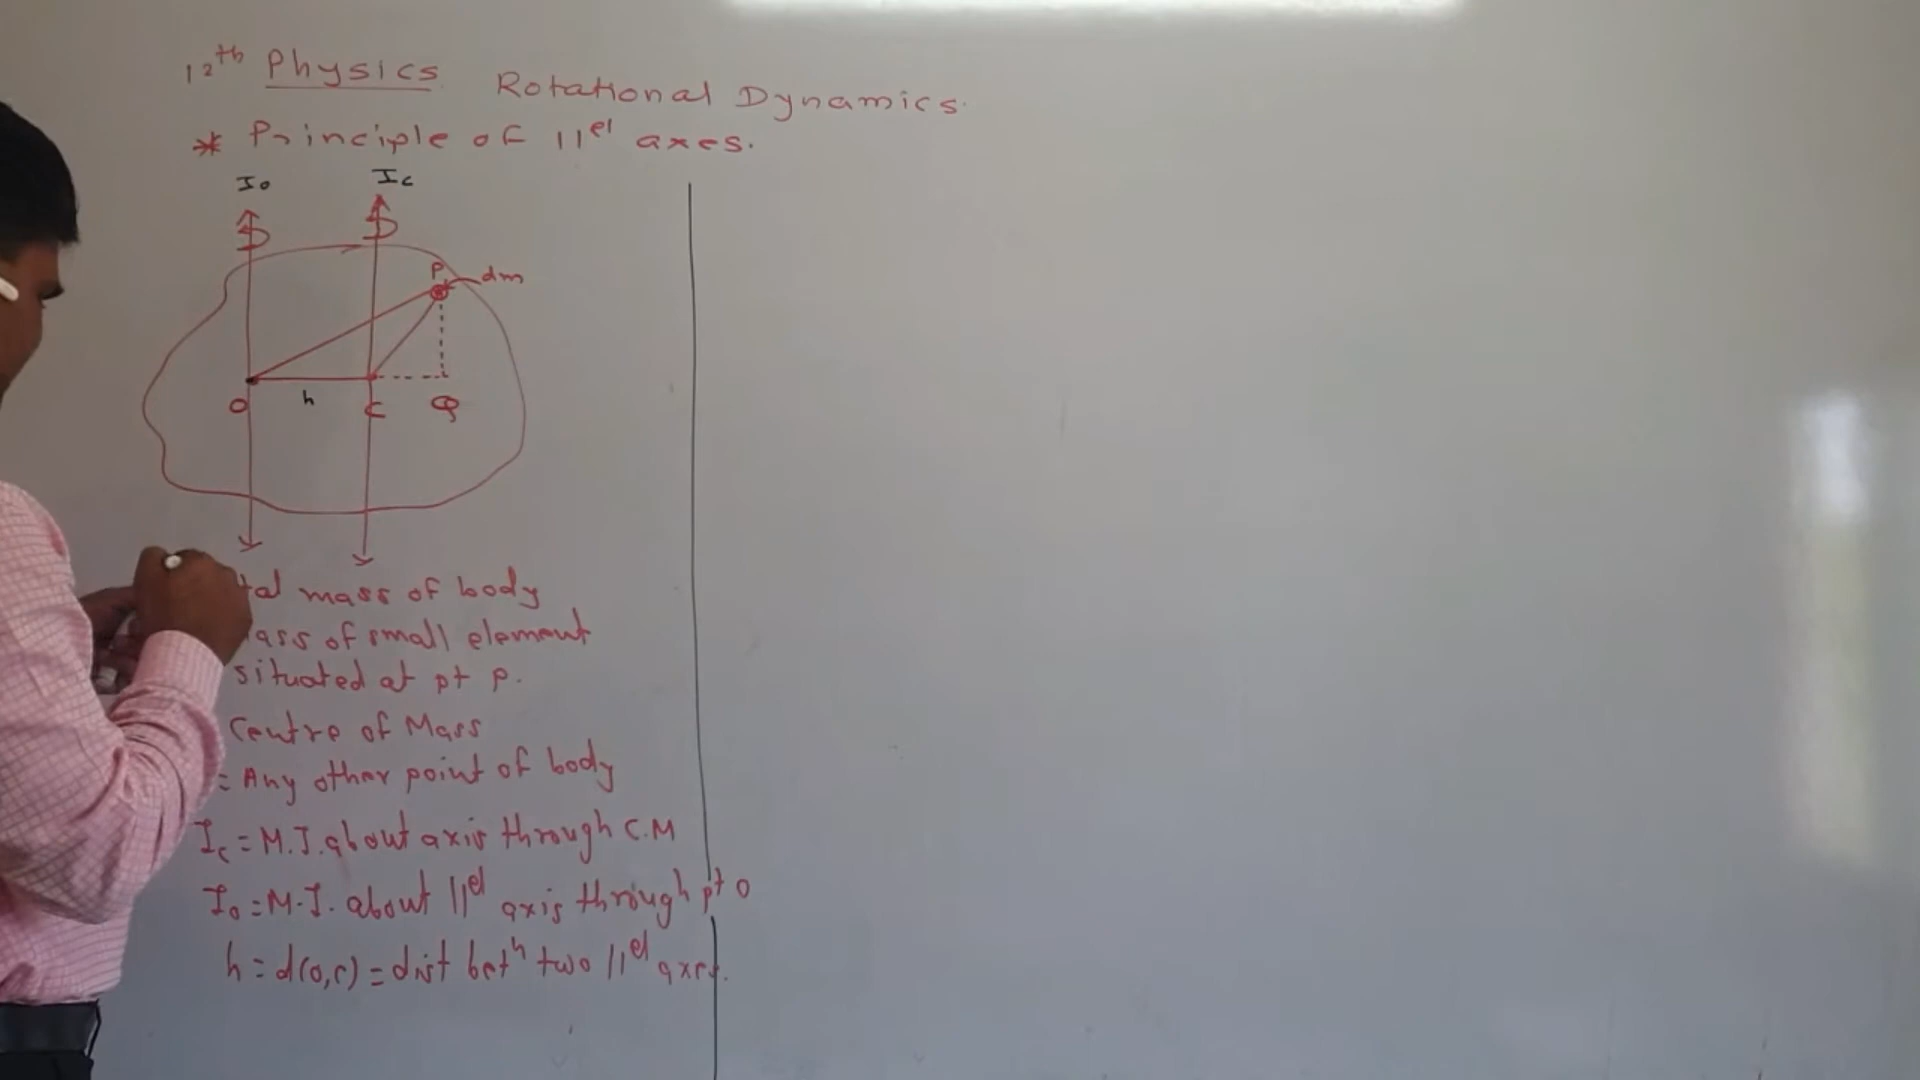 12th Physics Rotational Dynamics.
* Principle of 11el axes.
Io Ic
P dm
h
O C Q
mass of body
of small element
situated at pt P.
Centre of Mass
= Any other point of body
Ic = M.I. about axis through C.M
Io = M.I. about 11el axis through pt o
h = d(o,c) = dist betn two 11el axes.